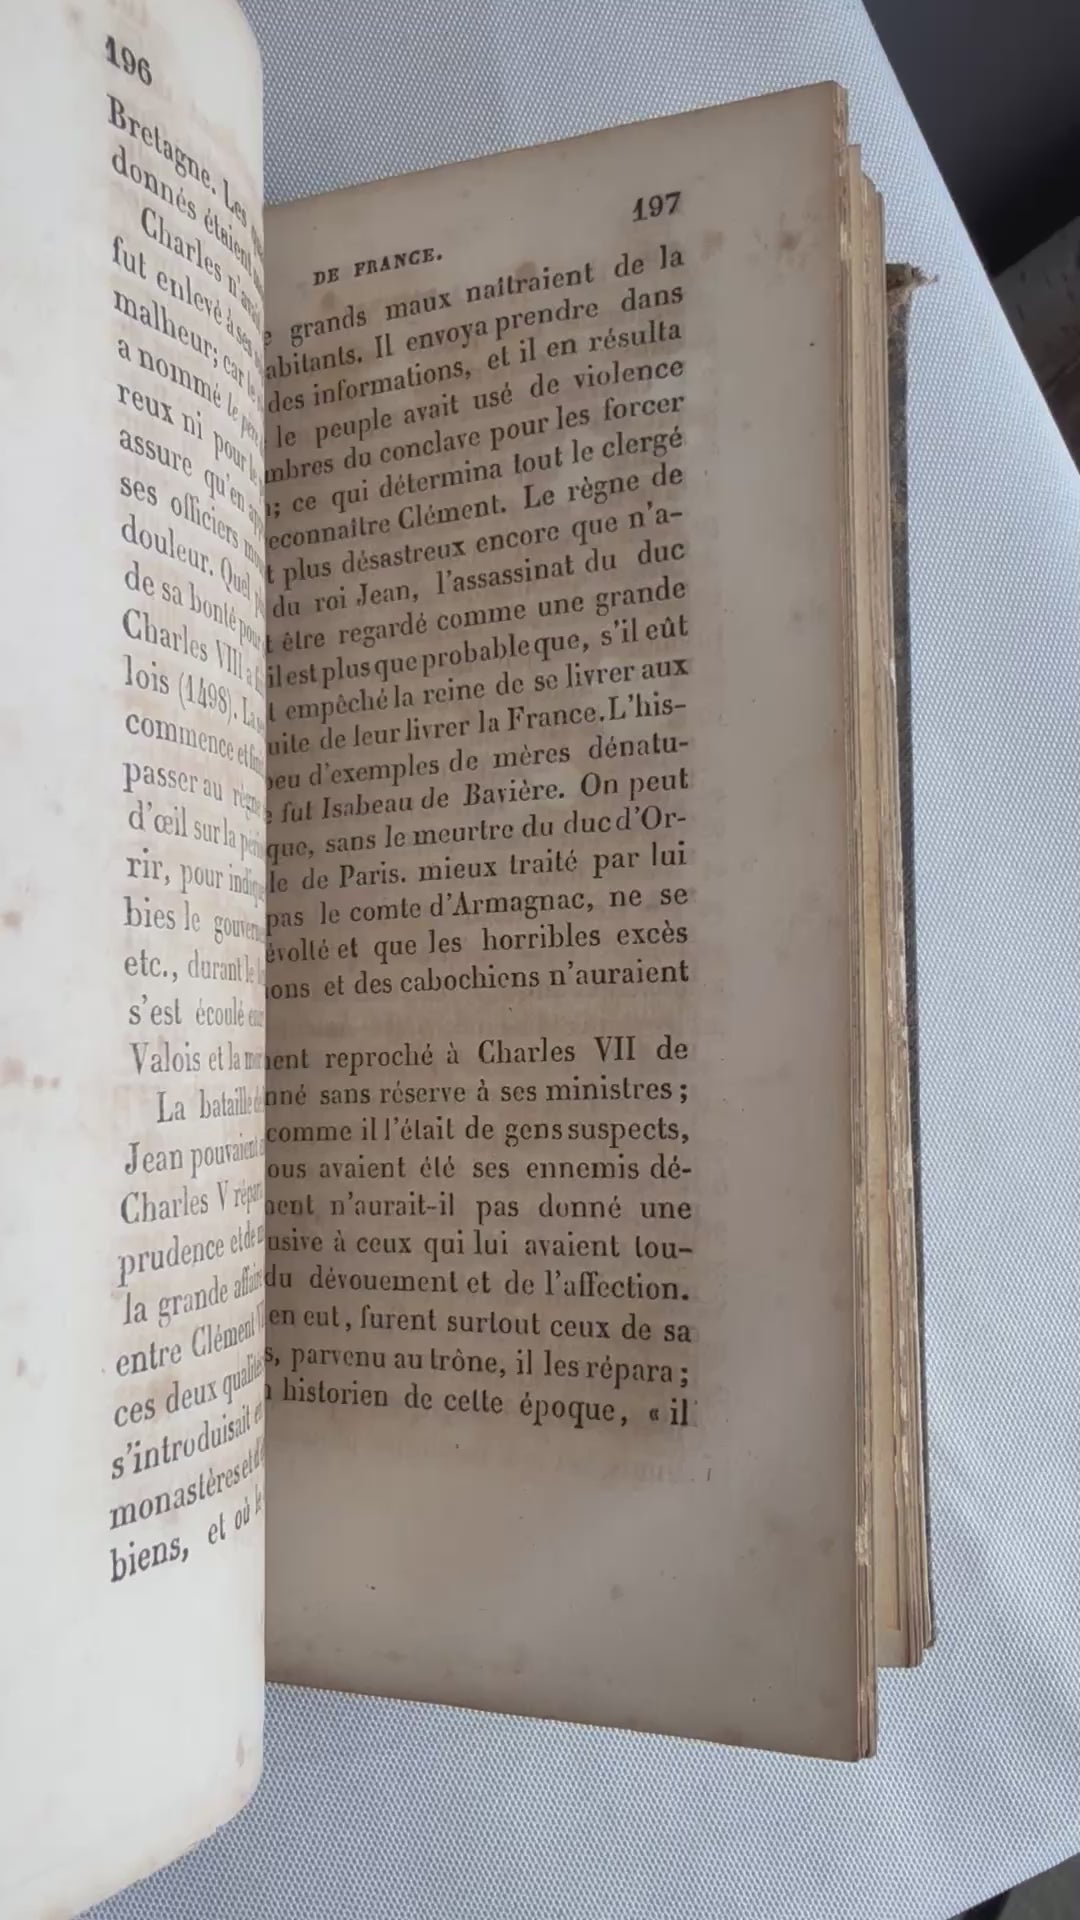 196
Bretagne. Les
donnés étaient
Charles n'avait
fut enlevé à ses
malheur; car le
a nommé le père
reux ni pour le
assure qu'en
ses officiers
douleur. Quel
de sa bonté pour
Charles VIII a
lois (1498). La
commence et
passer au règne
d'œil sur la
rir, pour
bies le
etc., durant le
s'est écoulé
Valois et la
La bataille
Jean pouvaient
Charles V
prudence et de
la grande affaire
entre Clément
ces deux
s'introduisait
monastères et
biens, et où
197
DE FRANCE.
grands maux naîtraient de la
abitants. Il envoya prendre dans
des informations, et il en résulta
le peuple avait usé de violence
mbres du conclave pour les forcer
; ce qui détermina tout le clergé
econnaître Clément. Le règne de
t plus désastreux encore que n'a-
du roi Jean, l'assassinat du duc
t être regardé comme une grande
il est plus que probable que, s'il eût
t empêché la reine de se livrer aux
uite de leur livrer la France. L'his-
peu d'exemples de mères dénatu-
e fut Isabeau de Bavière. On peut
que, sans le meurtre du duc d'Or-
le de Paris. mieux traité par lui
pas le comte d'Armagnac, ne se
évolté et que les horribles excès
ons et des cabochiens n'auraient
ment reproché à Charles VII de
nné sans réserve à ses ministres;
comme il l'était de gens suspects,
ous avaient été ses ennemis dé-
ment n'aurait-il pas donné une
usive à ceux qui lui avaient tou-
du dévouement et de l'affection.
en eut, furent surtout ceux de sa
s, parvenu au trône, il les répara;
historien de cette époque, « il